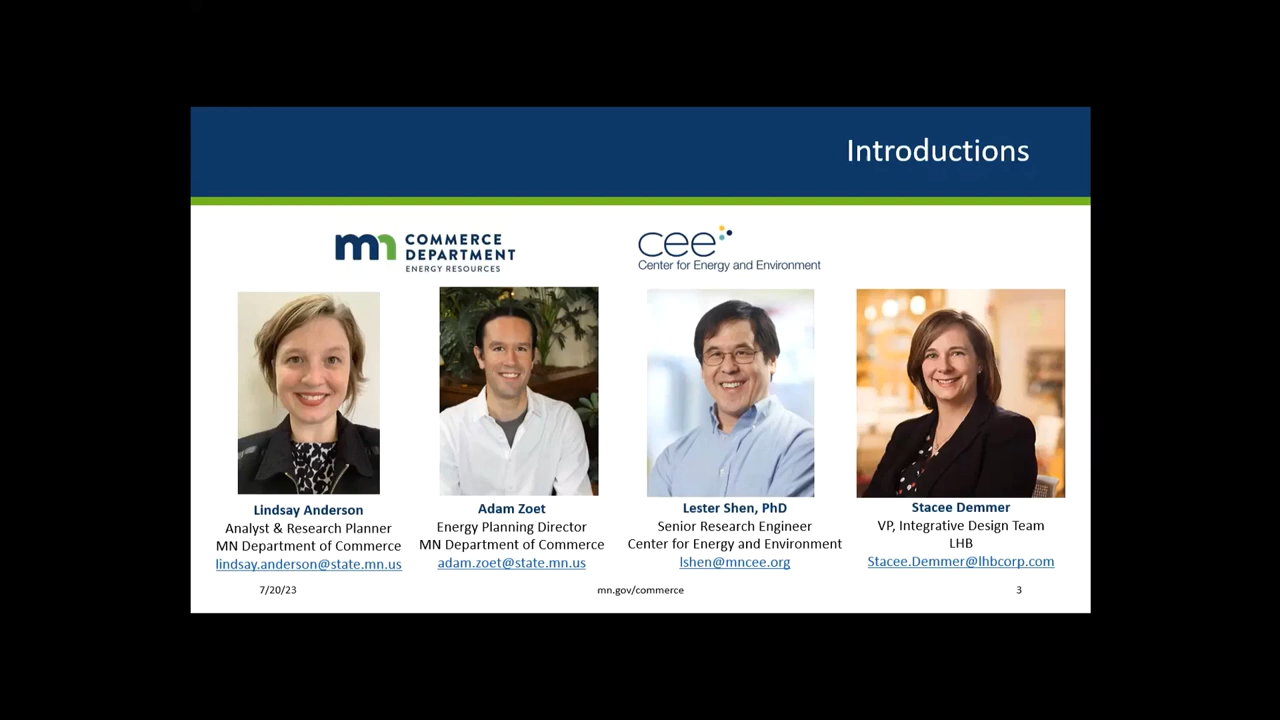 Introductions
mn COMMERCE
DEPARTMENT
ENERGY RESOURCES
cee
Center for Energy and Environment
Lindsay Anderson
Analyst & Research Planner
MN Department of Commerce
lindsay.anderson@state.mn.us
Adam Zoet
Energy Planning Director
MN Department of Commerce
adam.zoet@state.mn.us
Lester Shen, PhD
Senior Research Engineer
Center for Energy and Environment
lshen@mncee.org
Stacee Demmer
VP, Integrative Design Team
LHB
Stacee.Demmer@lhbcorp.com
7/20/23
mn.gov/commerce
3